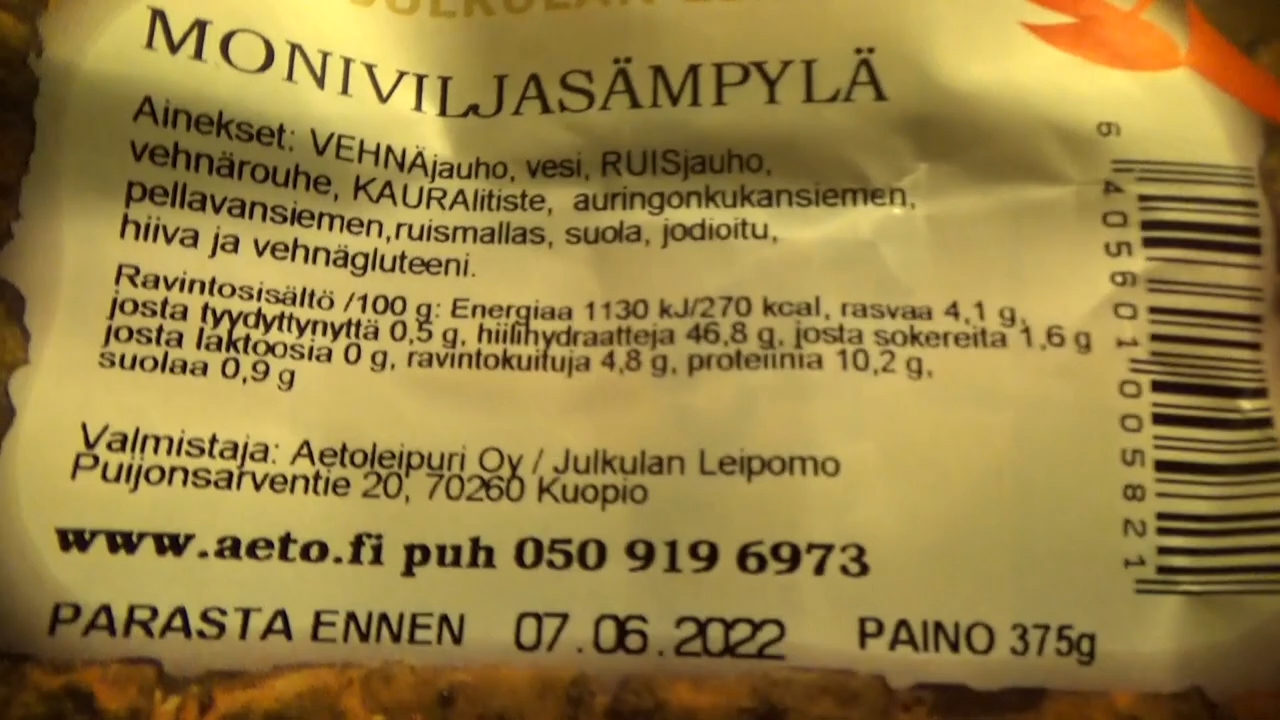 MONIVILJASÄMPYLÄ
Ainekset: VEHNÄjauho, vesi, RUISjauho,
vehnärouhe, KAURAlitiste, auringonkukansiemen,
pellavansiemen,ruismallas, suola, jodioitu,
hiiva ja vehnägluteeni.
Ravintosisältö /100 g: Energiaa 1130 kJ/270 kcal, rasvaa 4,1 g,
josta tyydyttynyttä 0,5 g, hiilihydraatteja 46,8 g, josta sokereita 1,6 g
josta laktoosia 0 g, ravintokuituja 4,8 g, proteiinia 10,2 g,
suolaa 0,9 g
Valmistaja: Aetoleipuri Oy / Julkulan Leipomo
Puijonsarventie 20, 70260 Kuopio
www.aeto.fi puh 050 919 6973
PARASTA ENNEN 07.06.2022 PAINO 375g
6 405601 005821